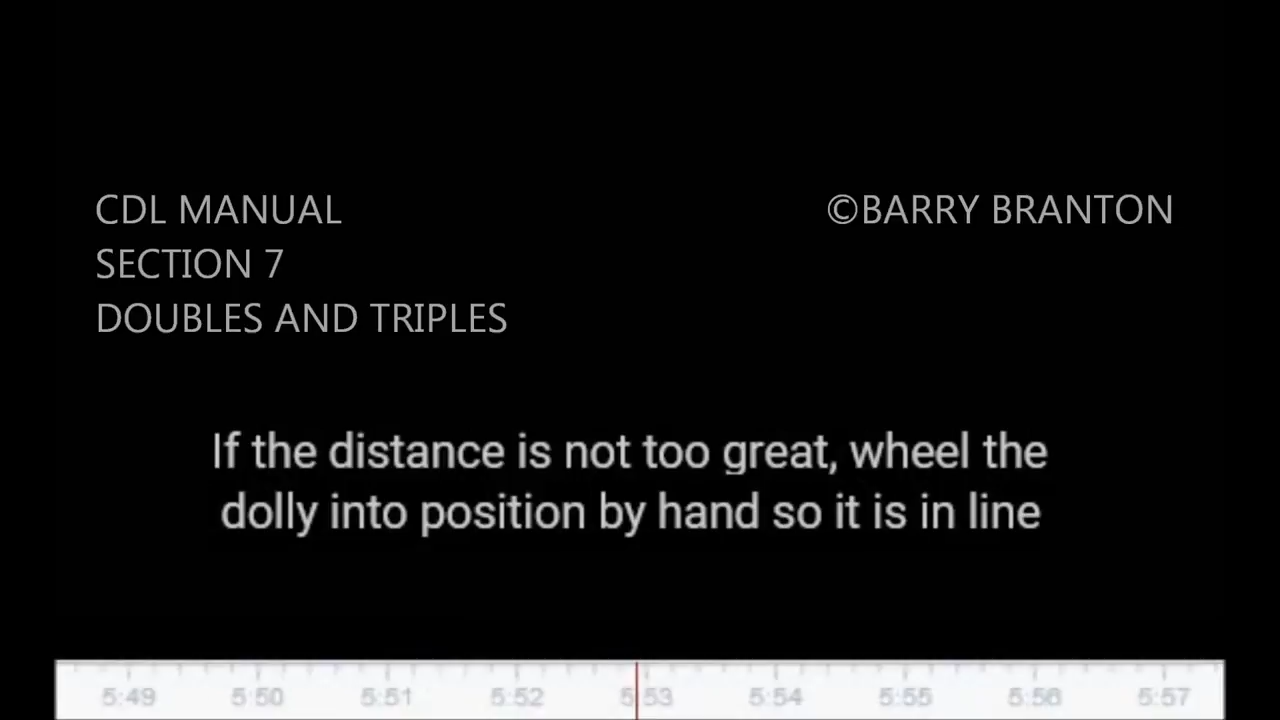 CDL MANUAL
©BARRY BRANTON
SECTION 7
DOUBLES AND TRIPLES
If the distance is not too great, wheel the
dolly into position by hand so it is in line
5:49 5:50 5:51 5:52 5:53 5:54 5:55 5:56 5:57